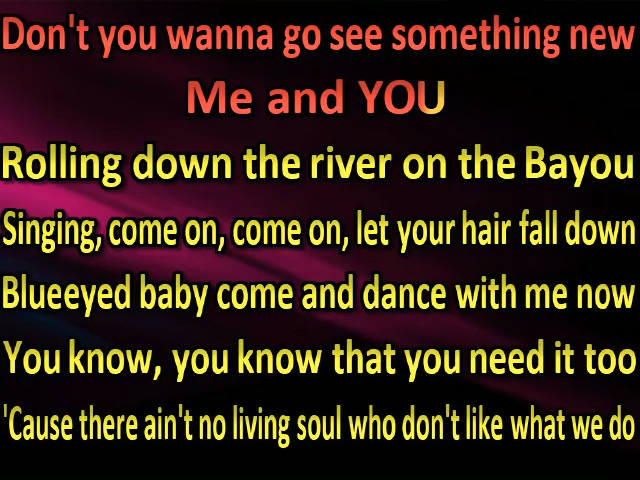 Don't you wanna go see something new
Me and YOU
Rolling down the river on the Bayou
Singing, come on, come on, let your hair fall down
Blueeyed baby come and dance with me now
You know, you know that you need it too
'Cause there ain't no living soul who don't like what we do